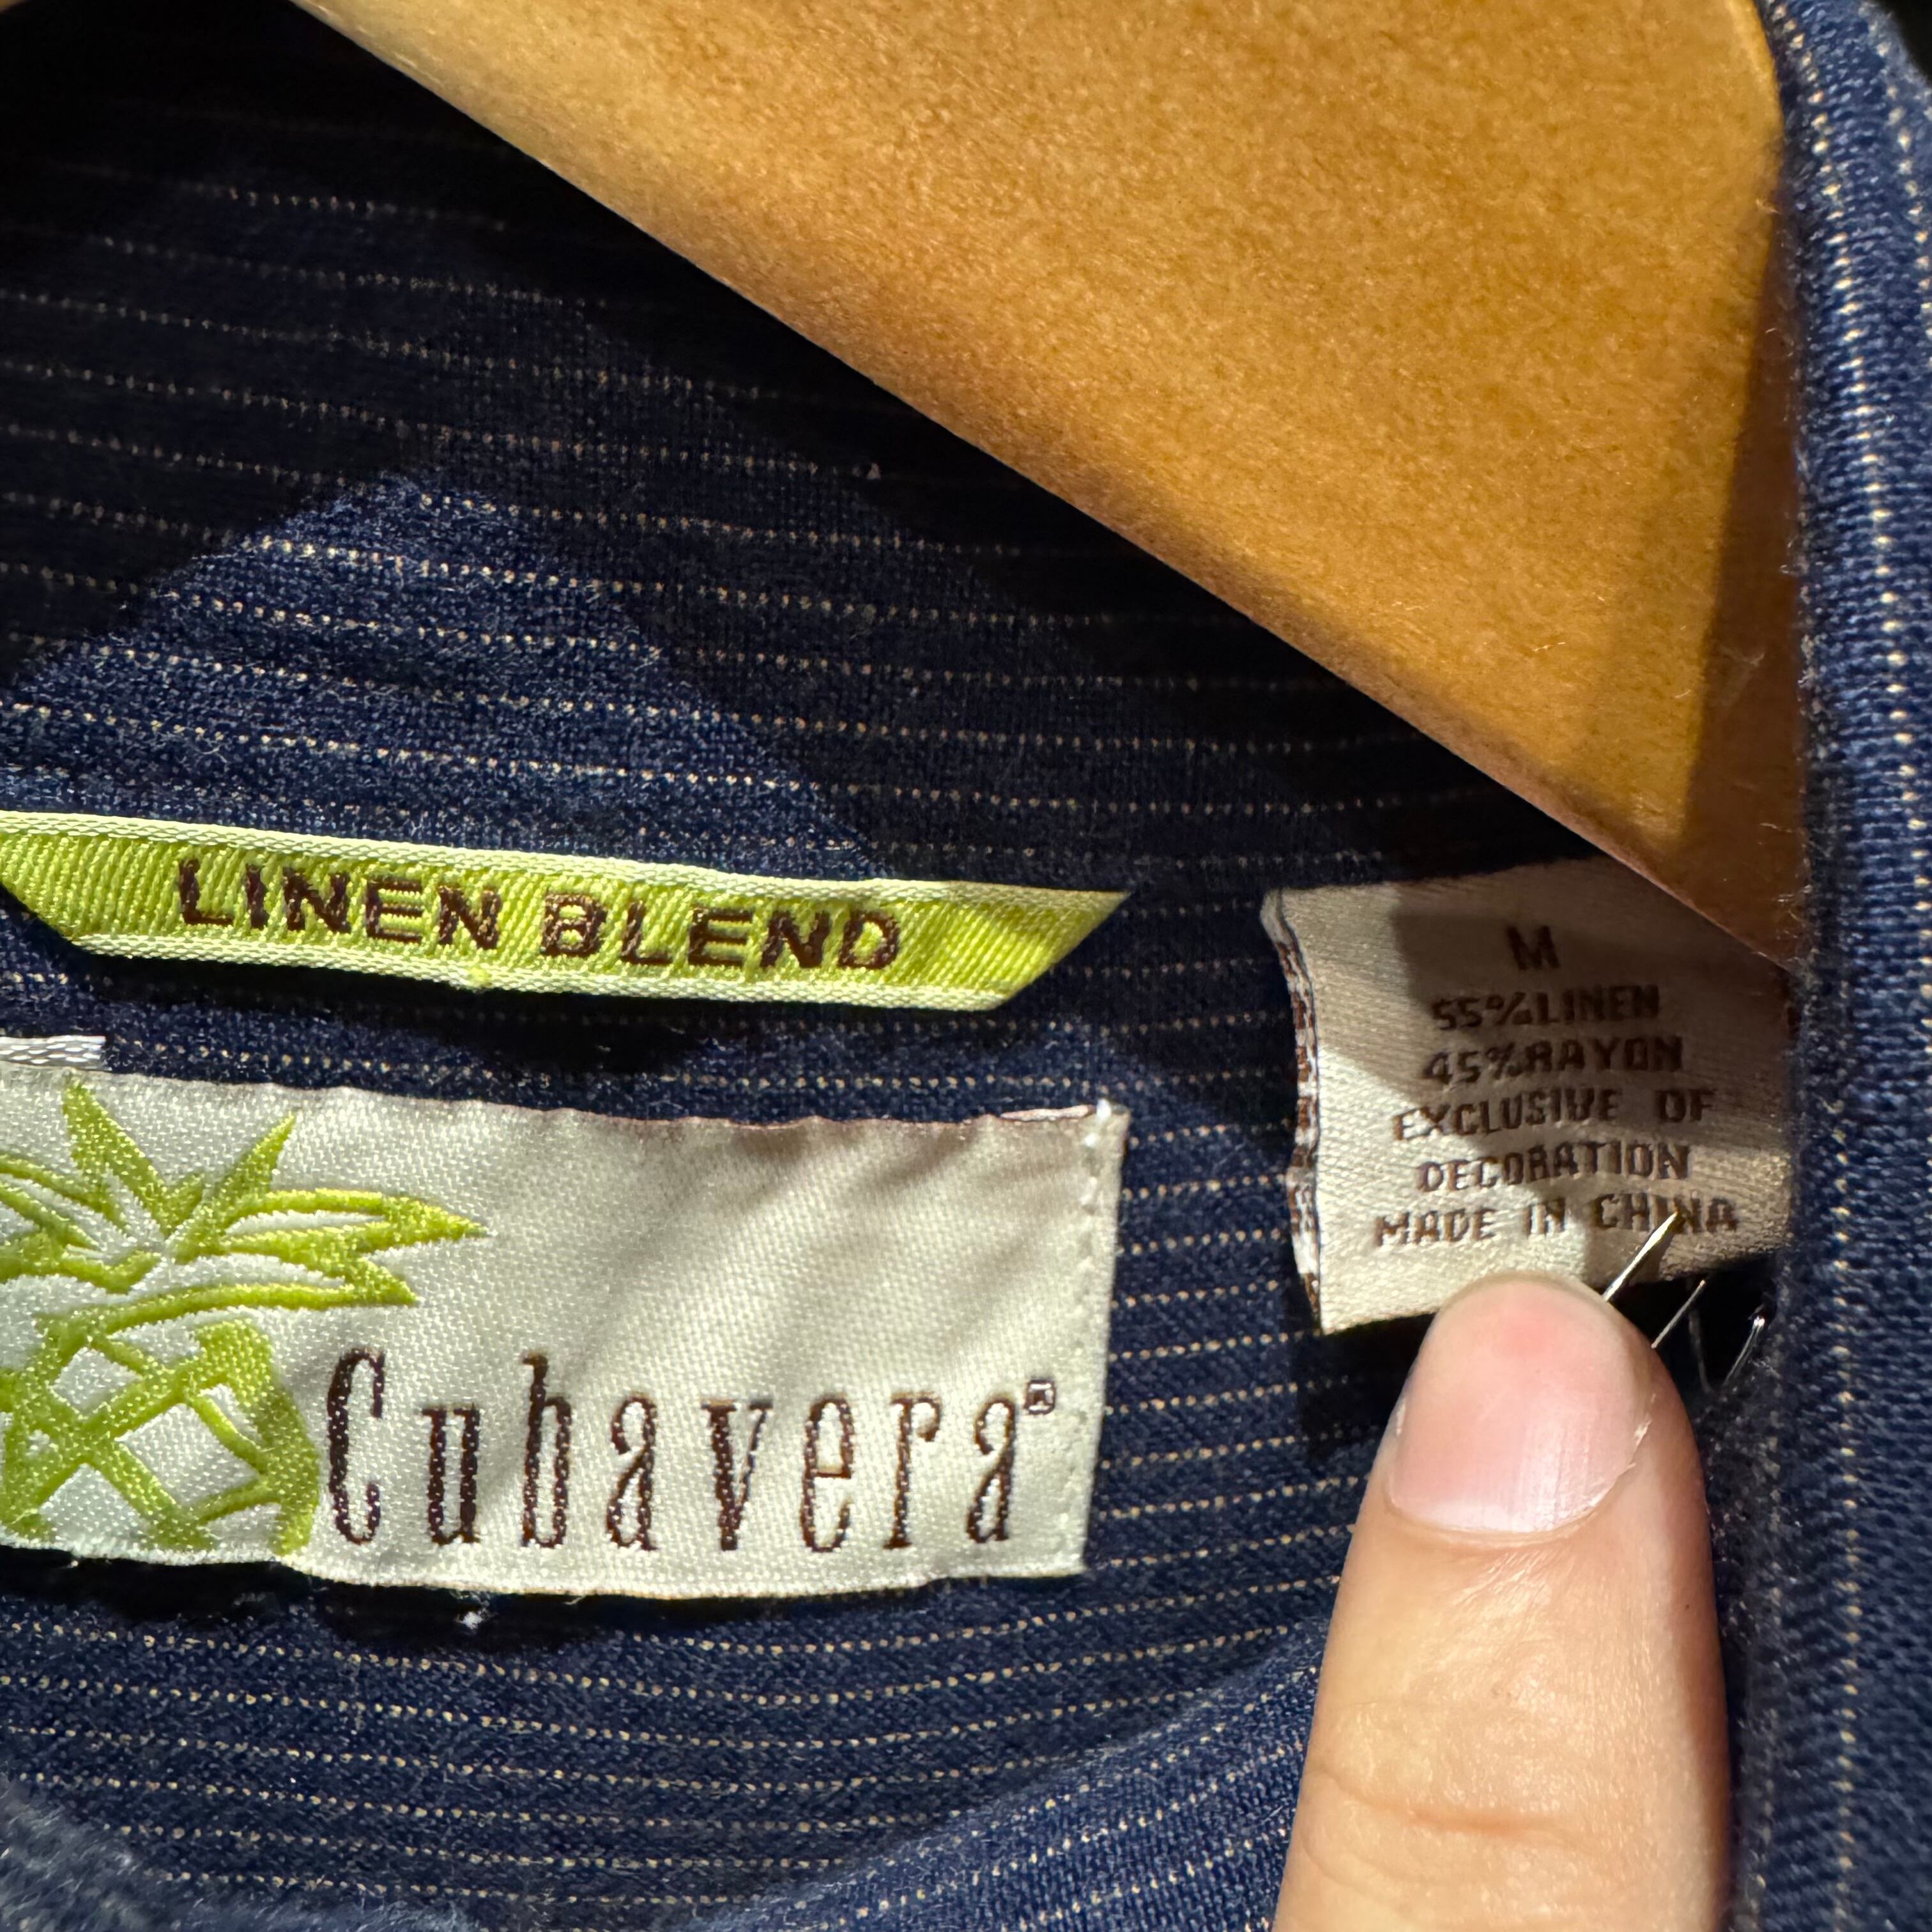 LINEN BLEND
Cubavera®
M
55%LINEN
45%RAYON
EXCLUSIVE OF
DECORATION
MADE IN CHINA